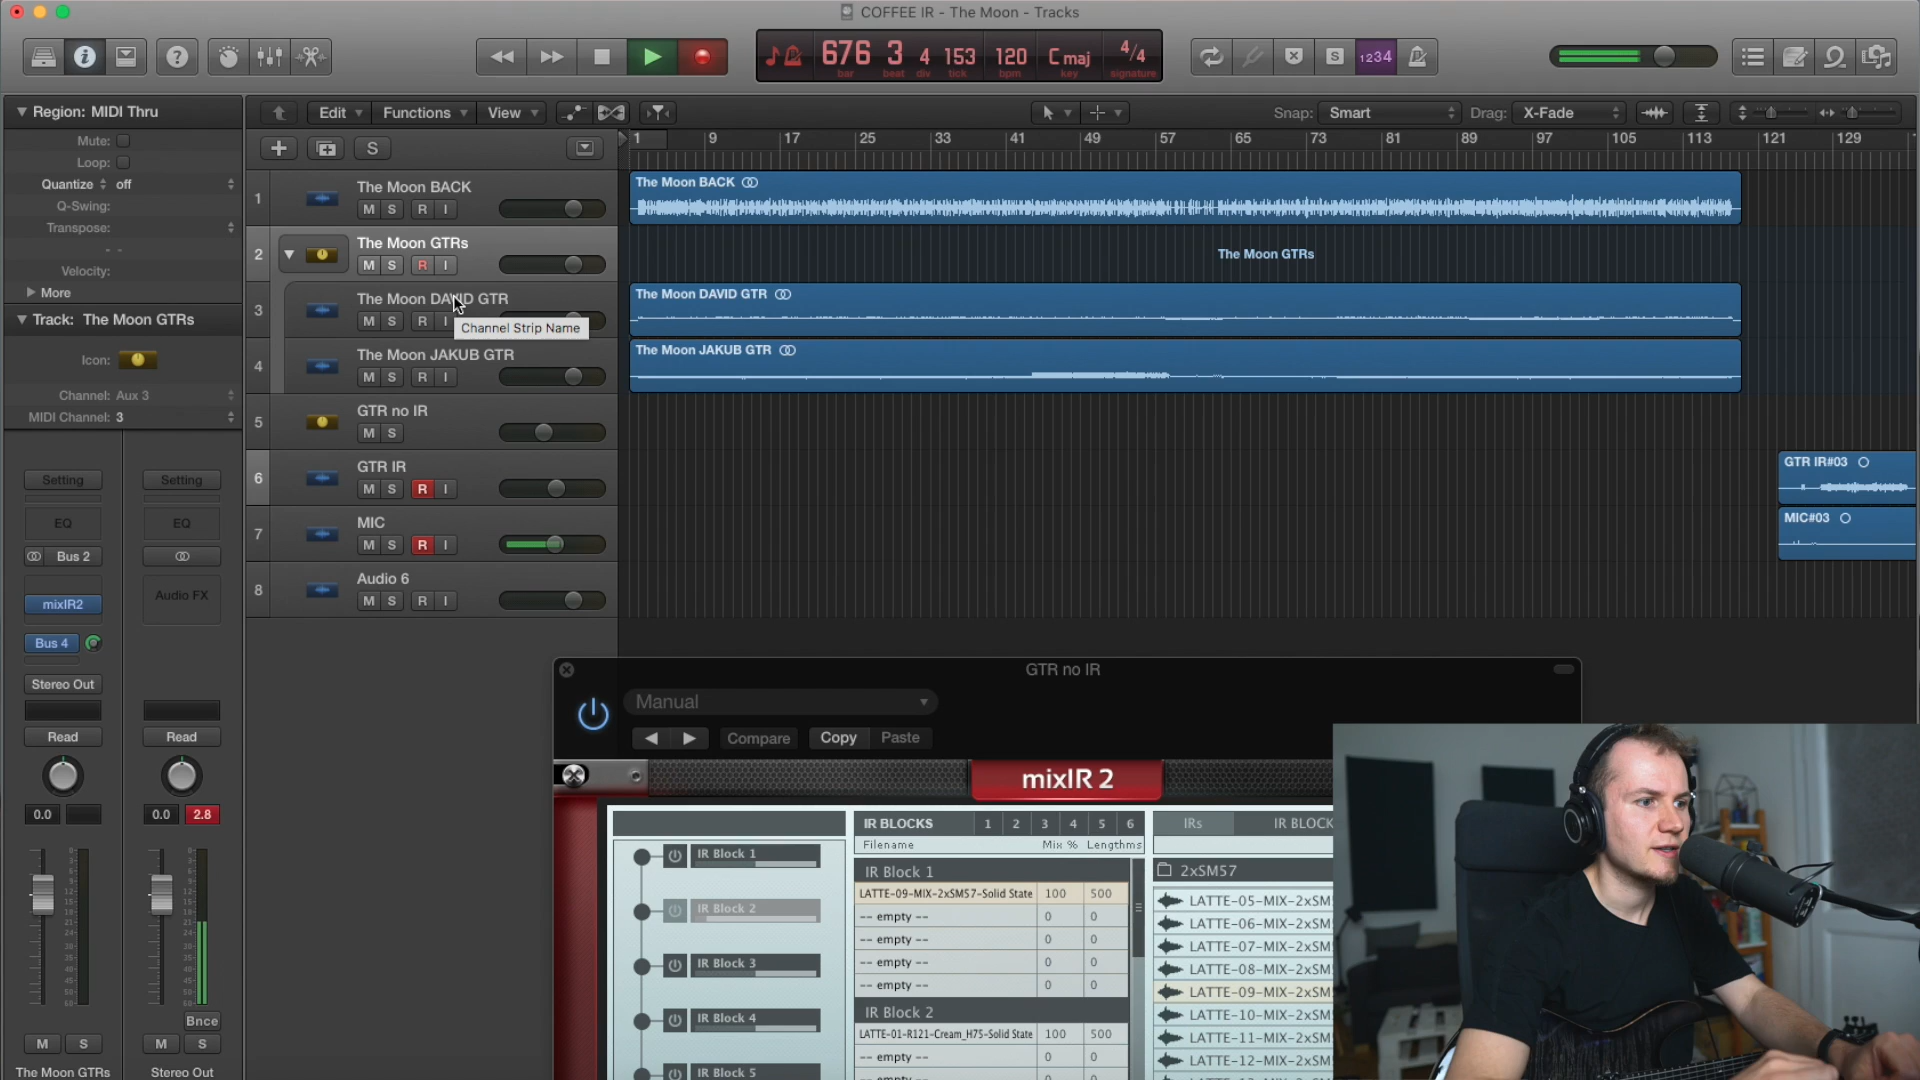 COFFEE IR - The Moon - Tracks
676 3 4 153 120 C maj 4/4
bar beat div tick bpm key signature
S 1234
Region: MIDI Thru
Edit Functions View
Snap: Smart Drag: X-Fade
Mute:
Loop:
Quantize off
Q-Swing:
Transpose:
Velocity:
More
Track: The Moon GTRs
Icon:
Channel: Aux 3
MIDI Channel: 3
S
1 9 17 25 33 41 49 57 65 73 81 89 97 105 113 121 129
1 The Moon BACK
M S R I
The Moon BACK
2 The Moon GTRs
M S R I
The Moon GTRs
3 The Moon DAVID GTR
M S R I
Channel Strip Name
The Moon DAVID GTR
4 The Moon JAKUB GTR
M S R I
The Moon JAKUB GTR
5 GTR no IR
M S
6 GTR IR
M S R I
GTR IR#03
7 MIC
M S R I
MIC#03
8 Audio 6
M S R I
Setting Setting
EQ EQ
Bus 2
mixIR2 Audio FX
Bus 4
Stereo Out
Read Read
0.0 0.0 2.8
Bnce
M S M S
The Moon GTRs Stereo Out
GTR no IR
Manual
Compare Copy Paste
mixIR 2
IR Block 1
IR Block 2
IR Block 3
IR Block 4
IR Block 5
IR BLOCKS 1 2 3 4 5 6
Filename Mix % Lengthms
IR Block 1
LATTE-09-MIX-2xSM57-Solid State 100 500
-- empty -- 0 0
-- empty -- 0 0
-- empty -- 0 0
-- empty -- 0 0
IR Block 2
LATTE-01-R121-Cream_H75-Solid State 100 500
-- empty -- 0 0
-- empty -- 0 0
IRs IR BLOCK
2xSM57
LATTE-05-MIX-2xSM
LATTE-06-MIX-2xSM
LATTE-07-MIX-2xSM
LATTE-08-MIX-2xSM
LATTE-09-MIX-2xSM
LATTE-10-MIX-2xSM
LATTE-11-MIX-2xSM
LATTE-12-MIX-2xSM